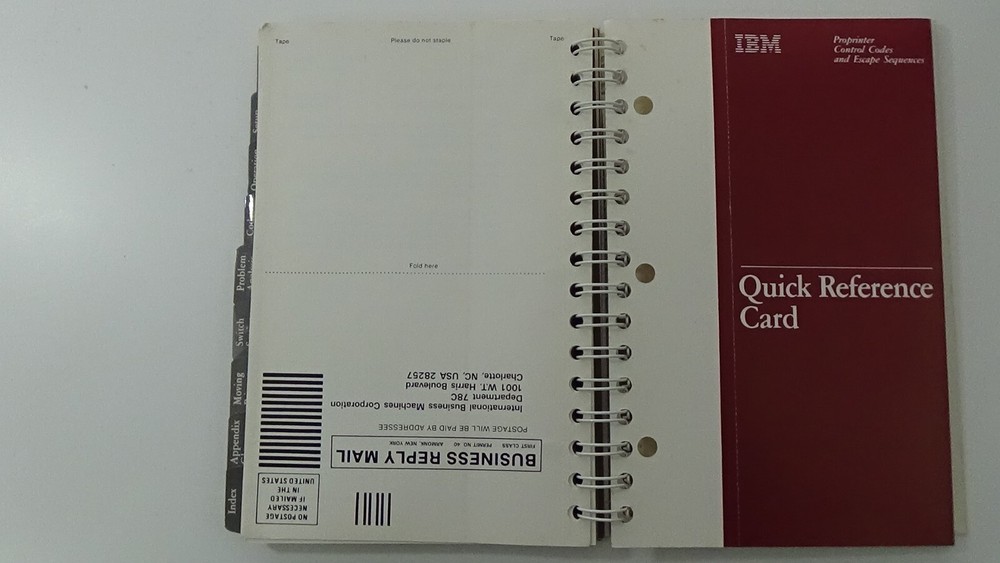 Tape
Please do not staple
Tape
Fold here
International Business Machines Corporation
Department 78C
1001 W.T. Harris Boulevard
Charlotte, NC, USA 28257
POSTAGE WILL BE PAID BY ADDRESSEE
BUSINESS REPLY MAIL
FIRST CLASS PERMIT NO. 40 ARMONK, NEW YORK
NO POSTAGE
NECESSARY
IF MAILED
IN THE
UNITED STATES
Problem
Switch
Moving
Appendix
Index
IBM
Proprinter
Control Codes
and Escape Sequences
Quick Reference
Card